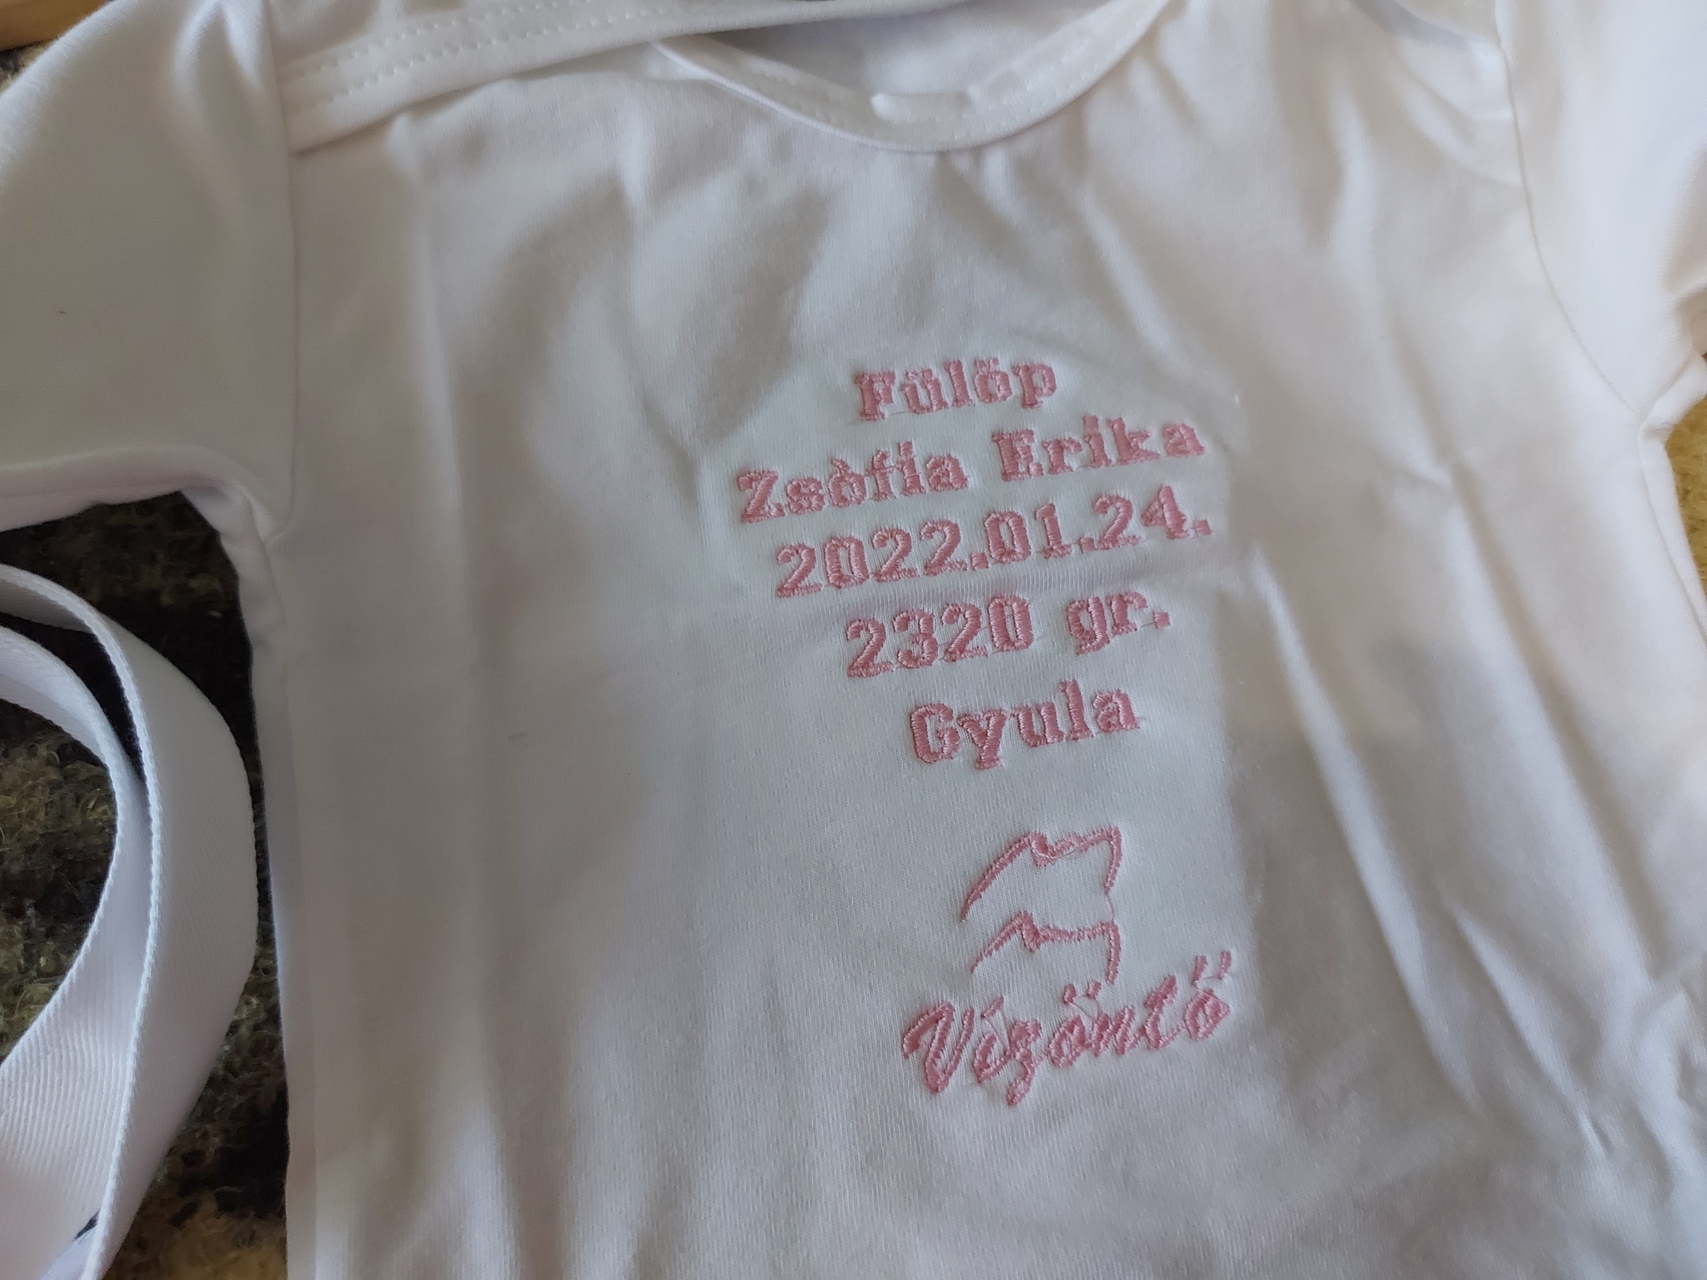 Fülöp
Zsòfia Erika
2022.01.24.
2320 gr.
Gyula
Vízöntő